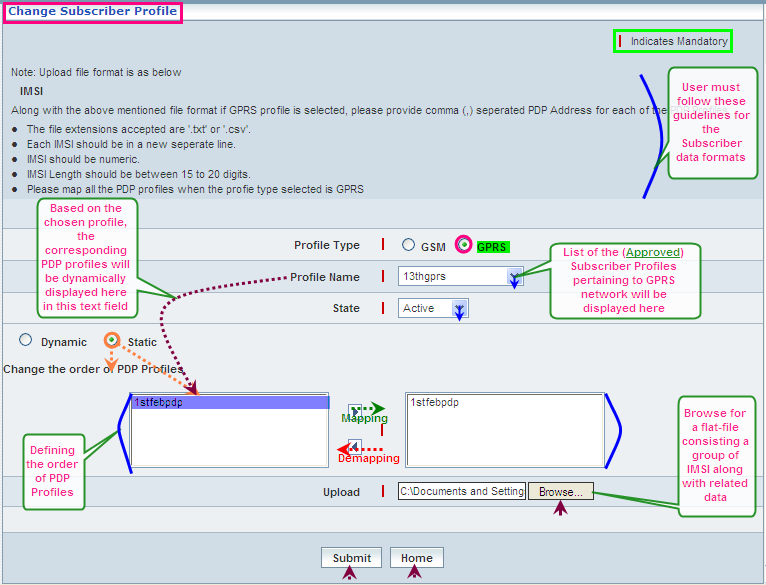 Change Subscriber Profile
Indicates Mandatory
Note: Upload file format is as below
IMSI
Along with the above mentioned file format if GPRS profile is selected, please provide comma (,) seperated PDP Address for each of the
● The file extensions accepted are '.txt' or '.csv'.
● Each IMSI should be in a new seperate line.
● IMSI should be numeric.
● IMSI Length should be between 15 to 20 digits.
● Please map all the PDP profiles when the profie type selected is GPRS
User must
follow these
guidelines for
the
Subscriber
data formats
Based on the
chosen profile,
the
corresponding
PDP profiles will
be dynamically
displayed here
in this text field
Profile Type
GSM
GPRS
Profile Name
13thgprs
State
Active
List of the (Approved)
Subscriber Profiles
pertaining to GPRS
network will be
displayed here
Dynamic
Static
Change the order of PDP Profiles
1stfebpdp
Mapping
Demapping
1stfebpdp
Defining
the order
of PDP
Profiles
Browse for
a flat-file
consisting a
group of
IMSI along
with related
data
Upload
C:\Documents and Setting
Browse...
Submit
Home